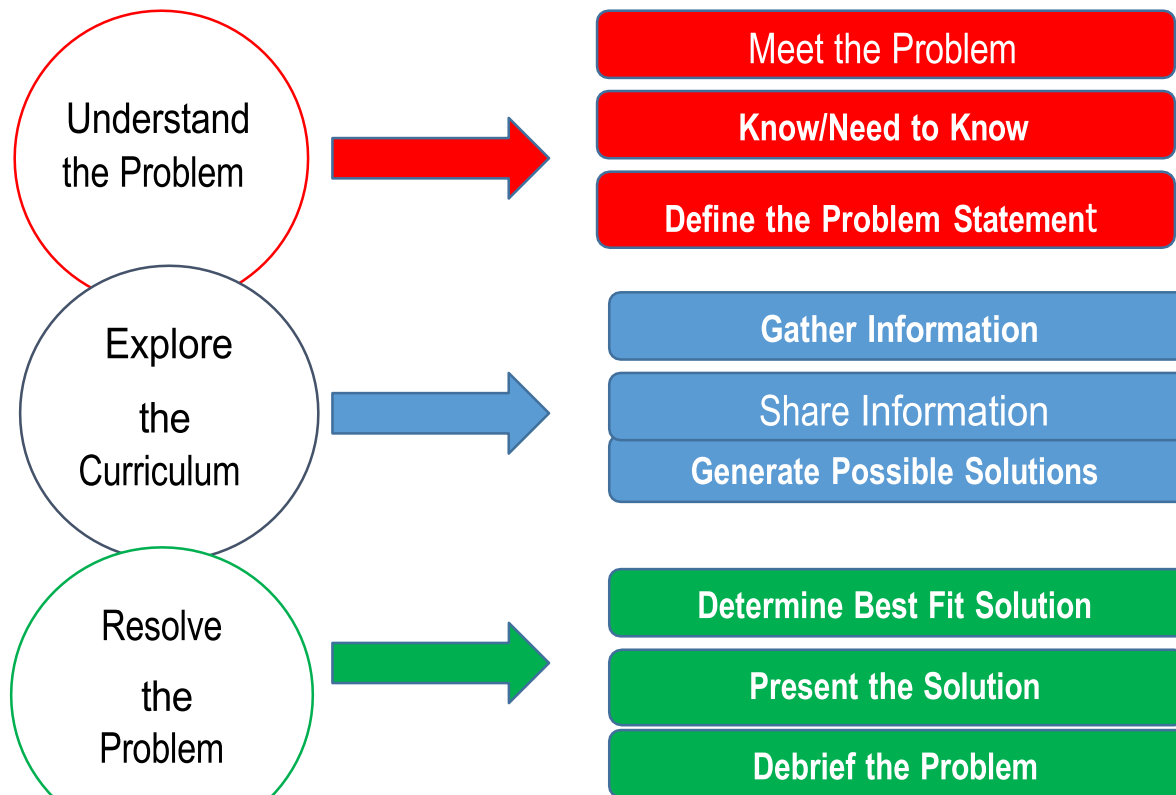 Understand
the Problem
Meet the Problem
Know/Need to Know
Define the Problem Statement
Explore
the
Curriculum
Gather Information
Share Information
Generate Possible Solutions
Resolve
the
Problem
Determine Best Fit Solution
Present the Solution
Debrief the Problem